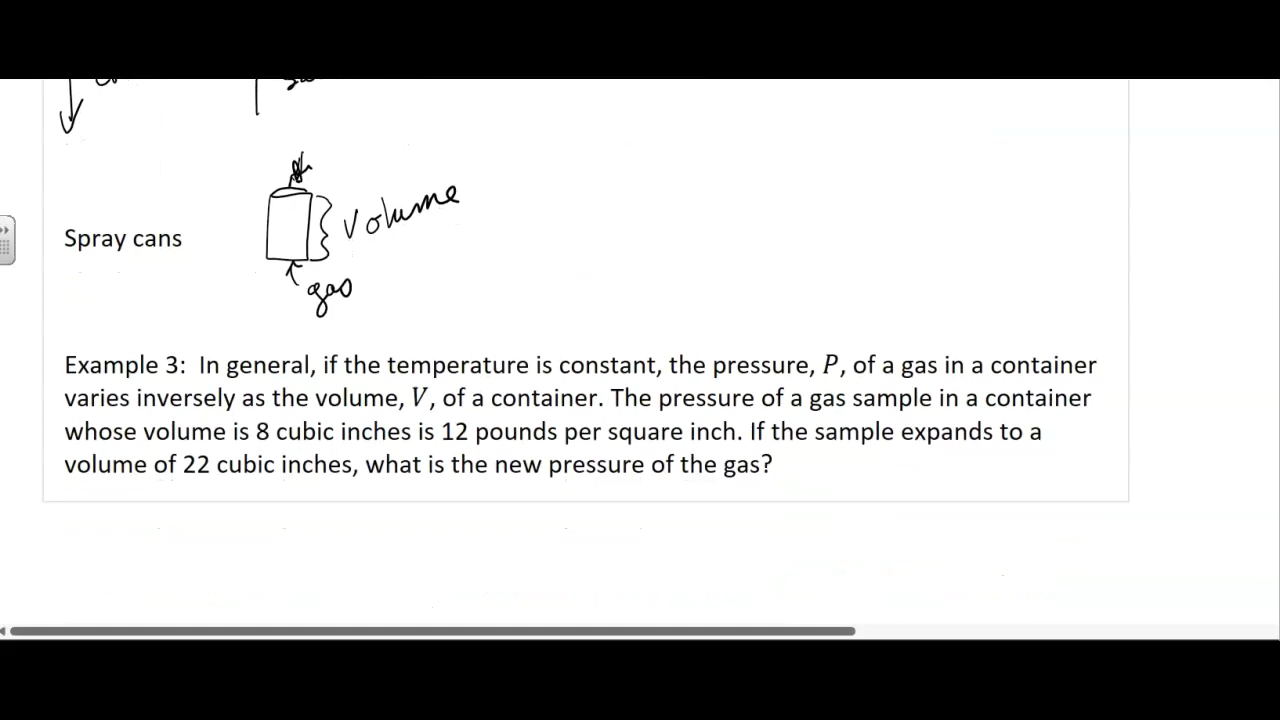 Spray cans
volume
gas
Example 3: In general, if the temperature is constant, the pressure, P, of a gas in a container
varies inversely as the volume, V, of a container. The pressure of a gas sample in a container
whose volume is 8 cubic inches is 12 pounds per square inch. If the sample expands to a
volume of 22 cubic inches, what is the new pressure of the gas?